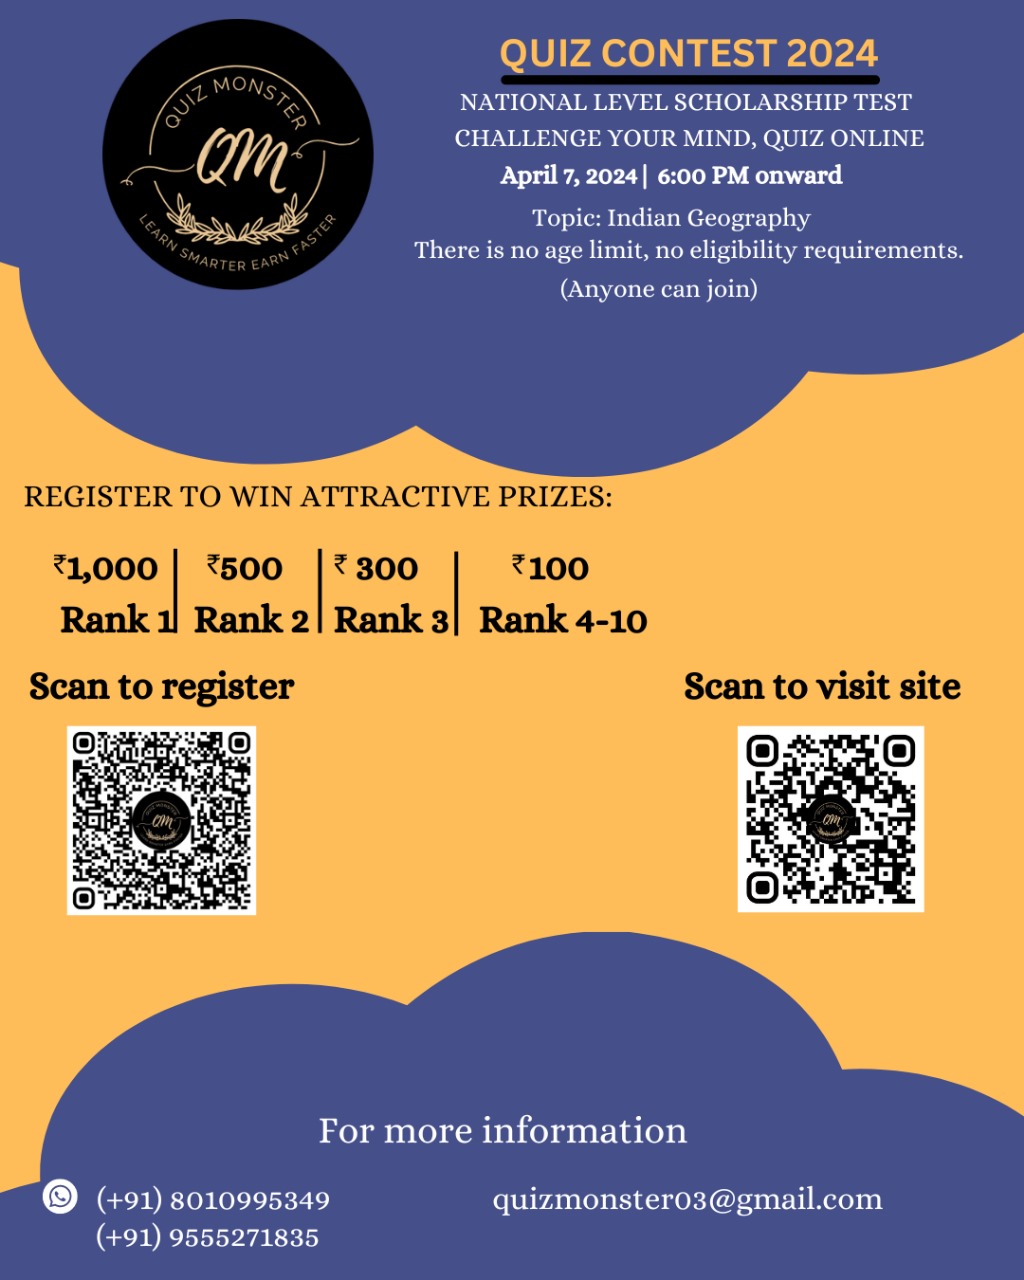 QUIZ MONSTER
QM
LEARN SMARTER EARN FASTER
QUIZ CONTEST 2024
NATIONAL LEVEL SCHOLARSHIP TEST
CHALLENGE YOUR MIND, QUIZ ONLINE
April 7, 2024| 6:00 PM onward
Topic: Indian Geography
There is no age limit, no eligibility requirements.
(Anyone can join)
REGISTER TO WIN ATTRACTIVE PRIZES:
₹1,000 | ₹500 | ₹ 300 | ₹ 100
Rank 1 | Rank 2 | Rank 3 | Rank 4-10
Scan to register
Scan to visit site
QUIZ MONSTER
QM
QM
For more information
(+91) 8010995349
(+91) 9555271835
quizmonster03@gmail.com